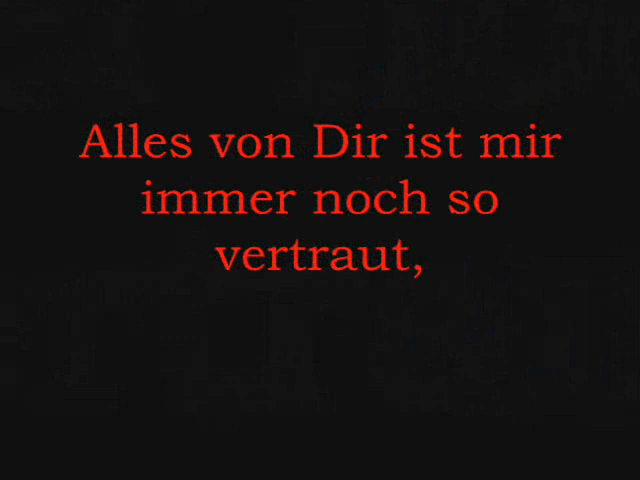 Alles von Dir ist mir
immer noch so
vertraut,